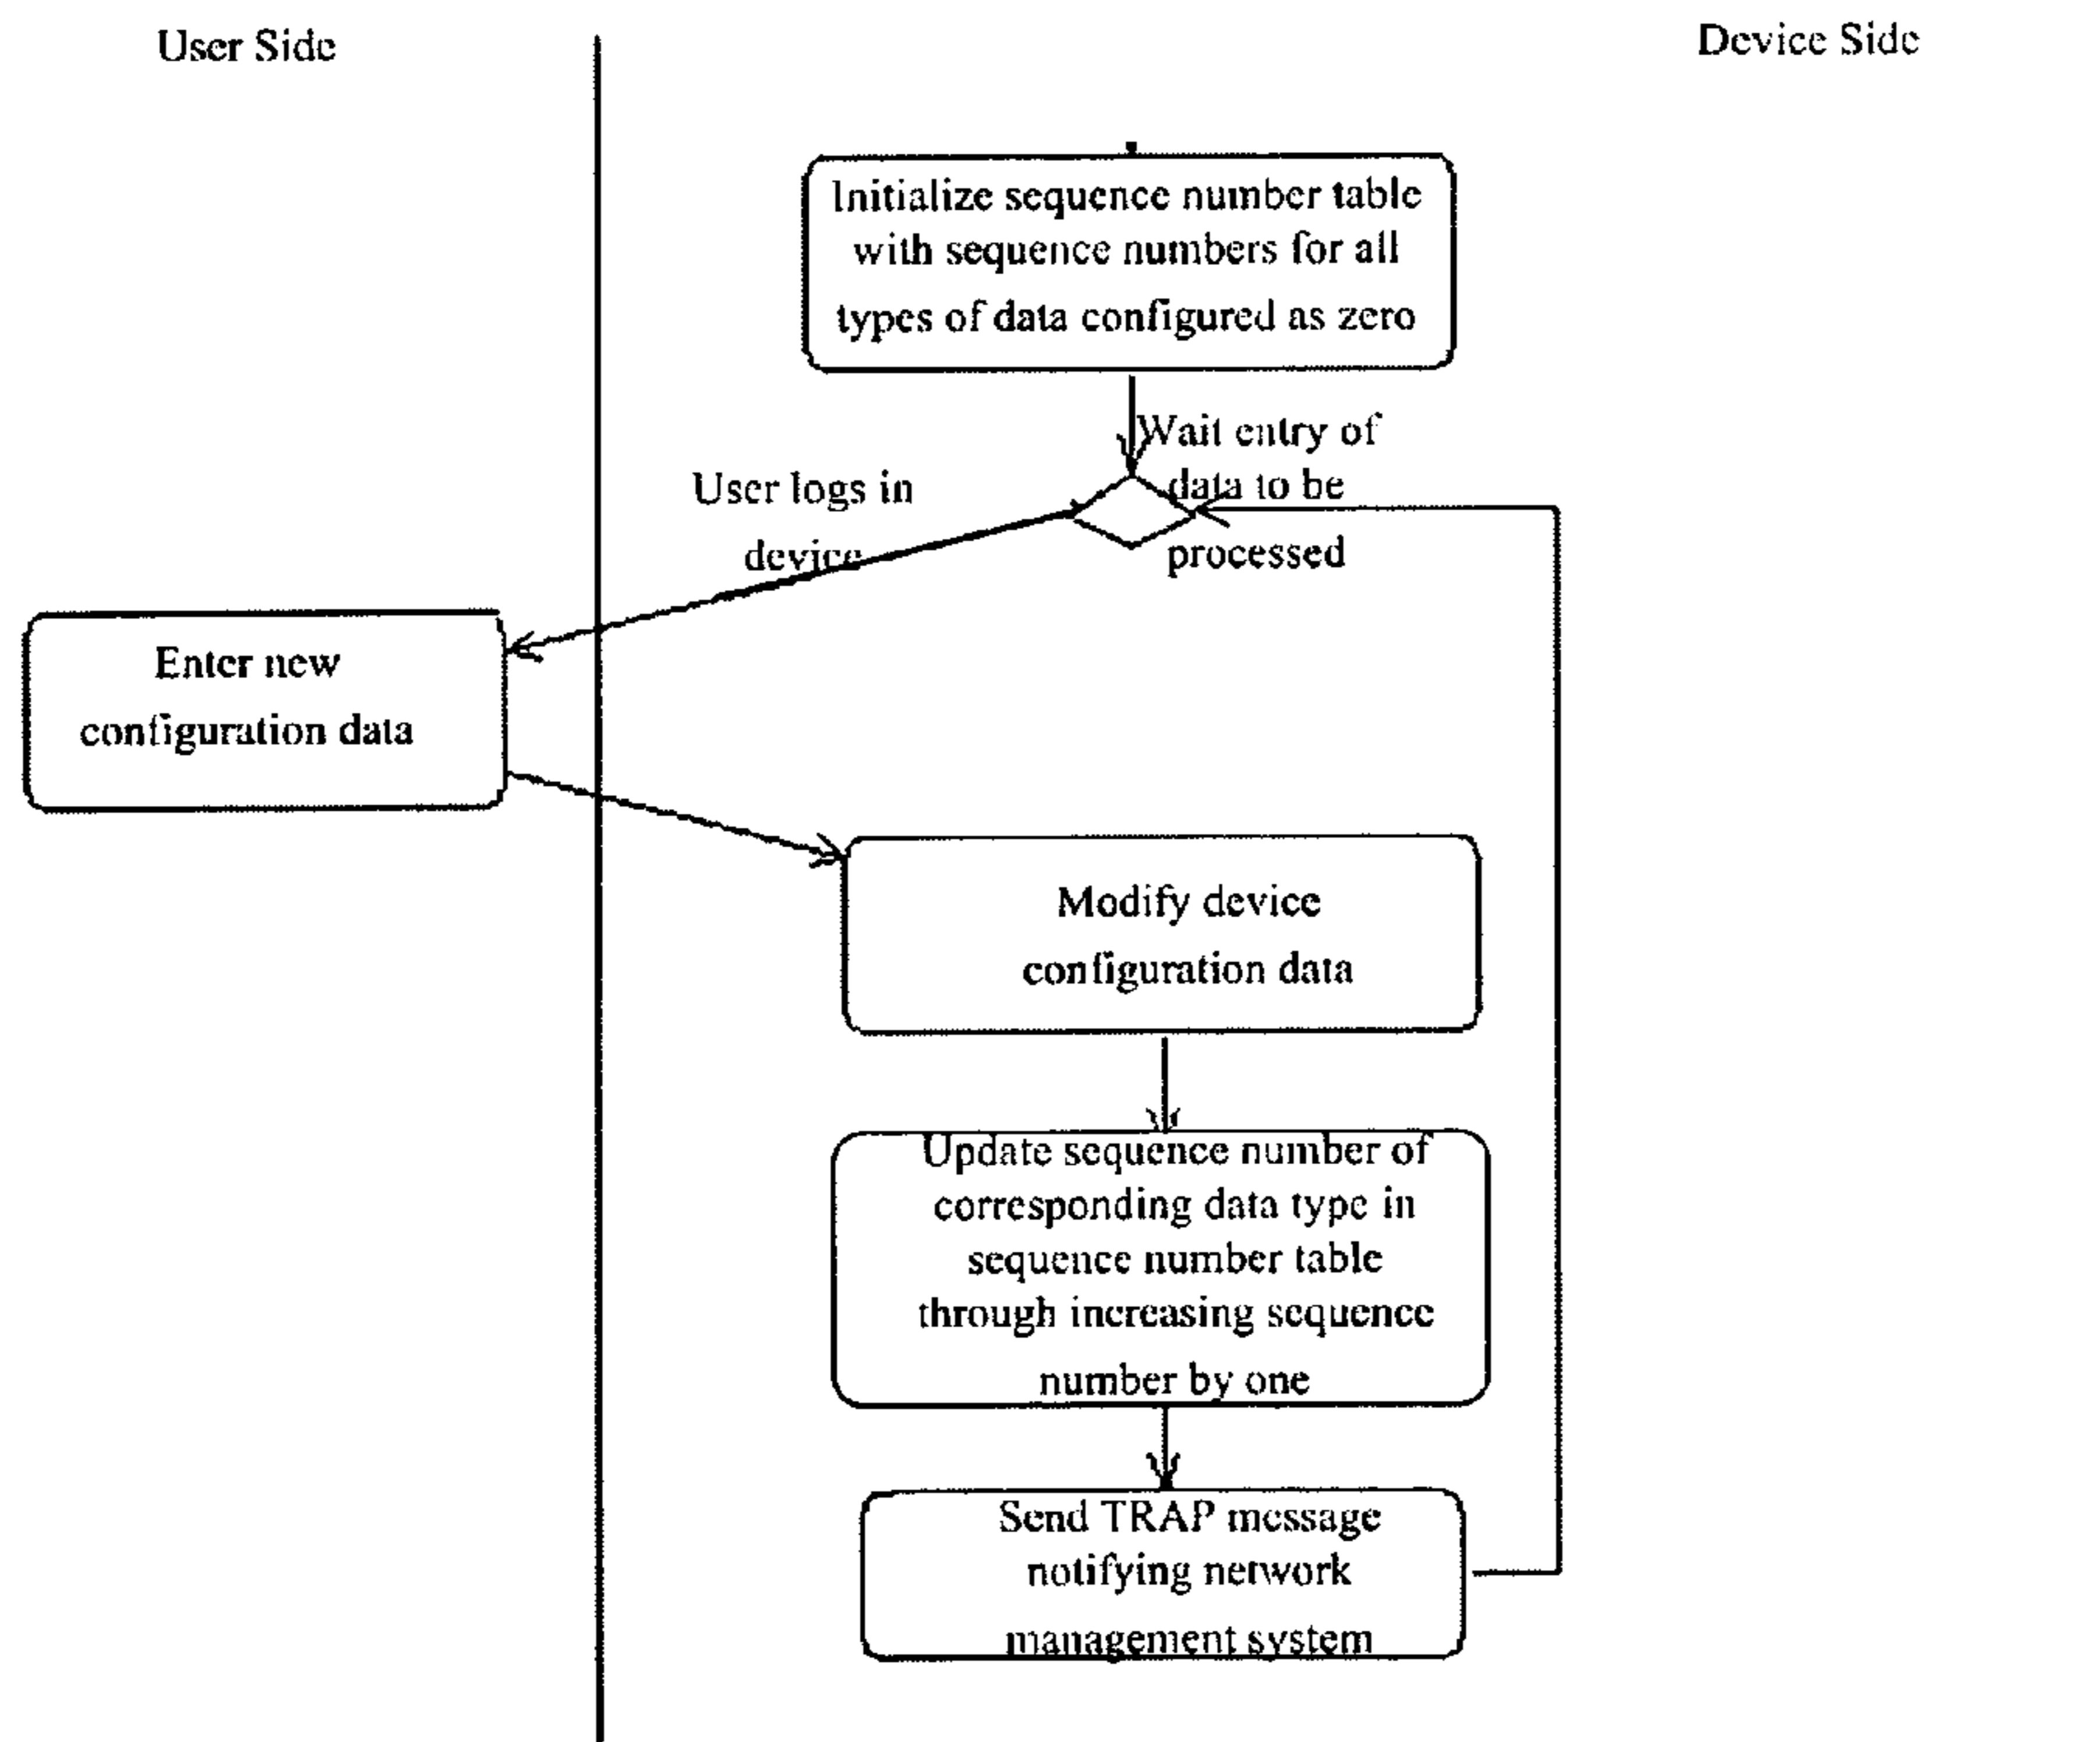 User Side
Device Side
Initialize sequence number table
with sequence numbers for all
types of data configured as zero
Wait entry of
data to be
processed
User logs in
device
Enter new
configuration data
Modify device
configuration data
Update sequence number of
corresponding data type in
sequence number table
through increasing sequence
number by one
Send TRAP message
notifying network
management system